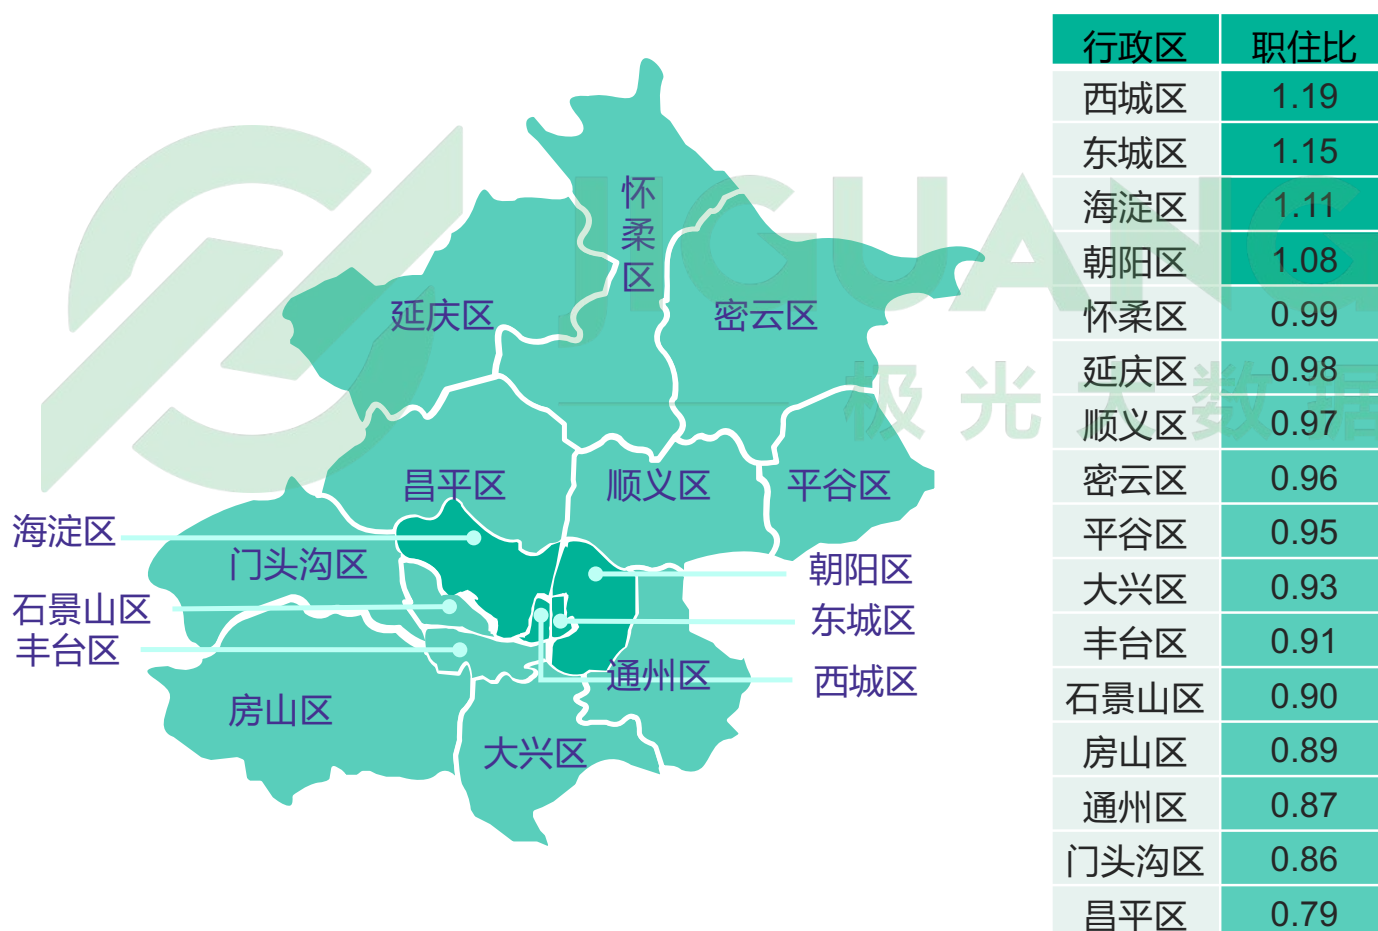 怀柔区
延庆区
密云区
昌平区
顺义区
平谷区
海淀区
门头沟区
朝阳区
石景山区
东城区
丰台区
通州区
西城区
房山区
大兴区
JIGUANG
极光大数据
行政区 职住比
西城区 1.19
东城区 1.15
海淀区 1.11
朝阳区 1.08
怀柔区 0.99
延庆区 0.98
顺义区 0.97
密云区 0.96
平谷区 0.95
大兴区 0.93
丰台区 0.91
石景山区 0.90
房山区 0.89
通州区 0.87
门头沟区 0.86
昌平区 0.79